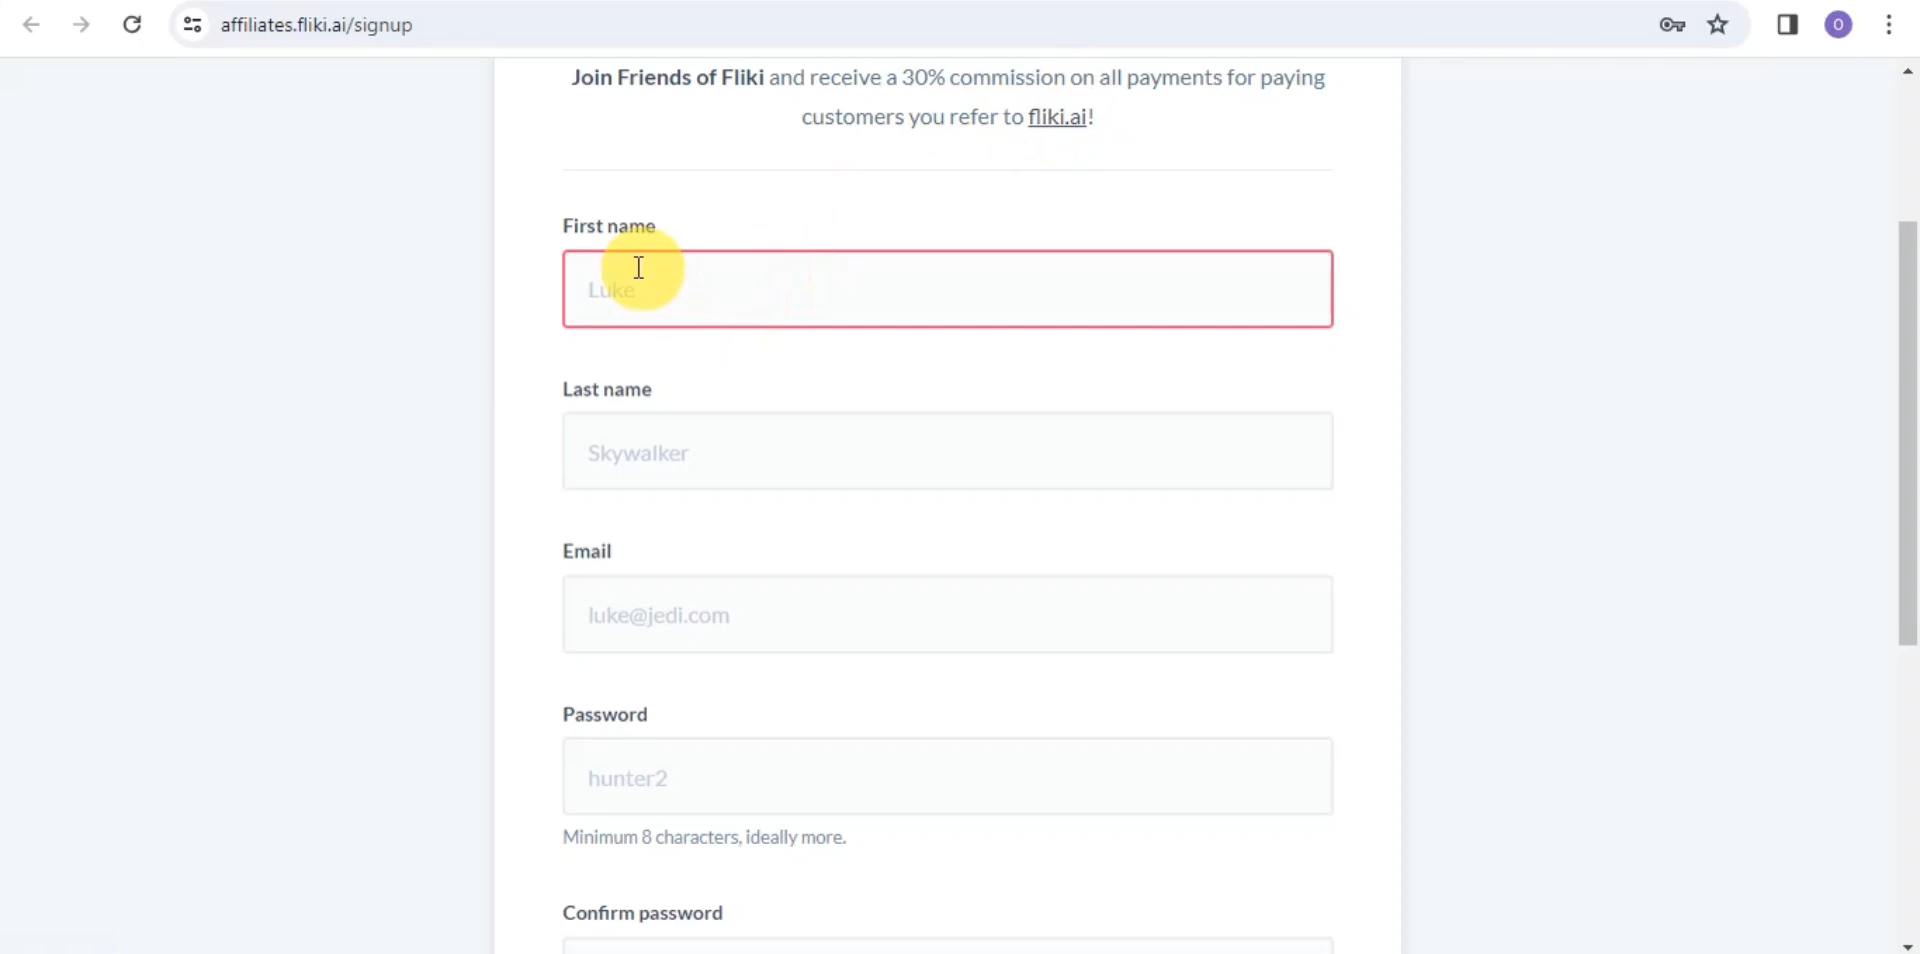 affiliates.fliki.ai/signup
O
Join Friends of Fliki and receive a 30% commission on all payments for paying
customers you refer to fliki.ai!
First name
Luke
Last name
Skywalker
Email
luke@jedi.com
Password
hunter2
Minimum 8 characters, ideally more.
Confirm password